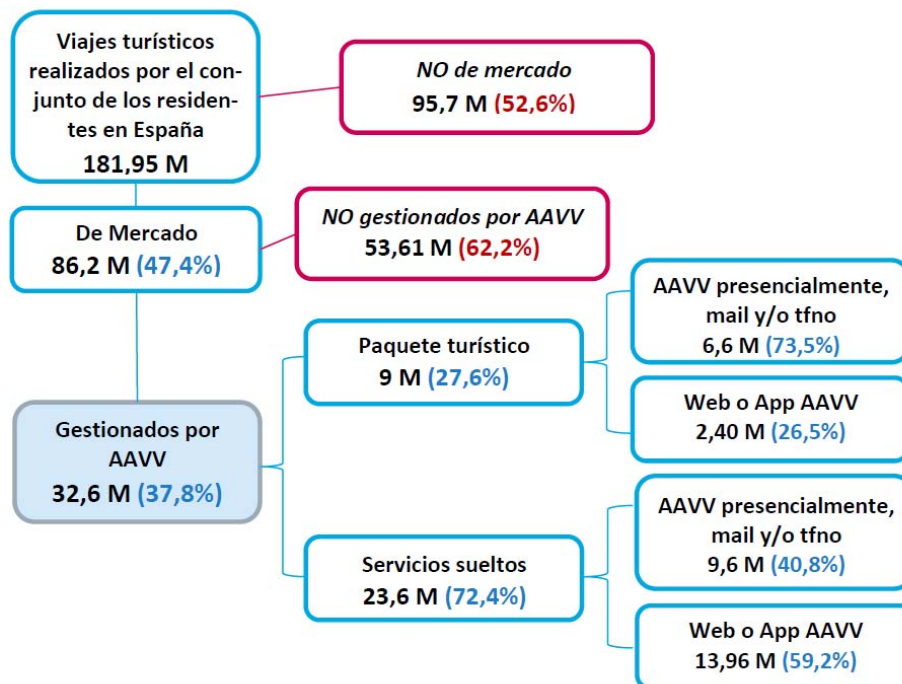 Viajes turísticos
realizados por el con-
junto de los residen-
tes en España
181,95 M
NO de mercado
95,7 M (52,6%)
De Mercado
86,2 M (47,4%)
NO gestionados por AAVV
53,61 M (62,2%)
Gestionados por
AAVV
32,6 M (37,8%)
Paquete turístico
9 M (27,6%)
AAVV presencialmente,
mail y/o tfno
6,6 M (73,5%)
Web o App AAVV
2,40 M (26,5%)
Servicios sueltos
23,6 M (72,4%)
AAVV presencialmente,
mail y/o tfno
9,6 M (40,8%)
Web o App AAVV
13,96 M (59,2%)